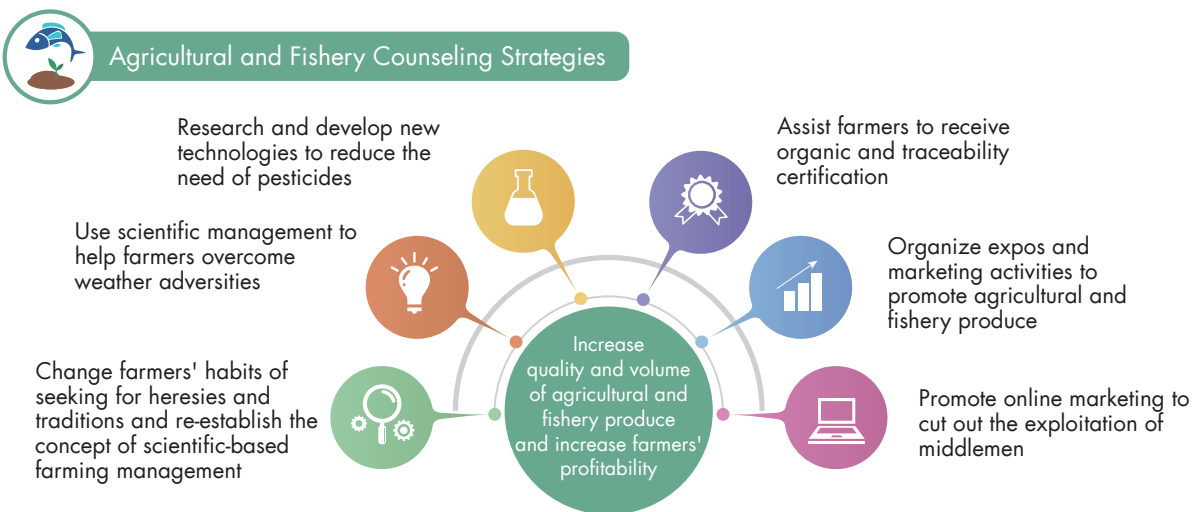 Agricultural and Fishery Counseling Strategies
Research and develop new
technologies to reduce the
need of pesticides
Assist farmers to receive
organic and traceability
certification
Use scientific management to
help farmers overcome
weather adversities
Organize expos and
marketing activities to
promote agricultural and
fishery produce
Change farmers' habits of
seeking for heresies and
traditions and re-establish the
concept of scientific-based
farming management
Increase
quality and volume
of agricultural and
fishery produce
and increase farmers'
profitability
Promote online marketing to
cut out the exploitation of
middlemen